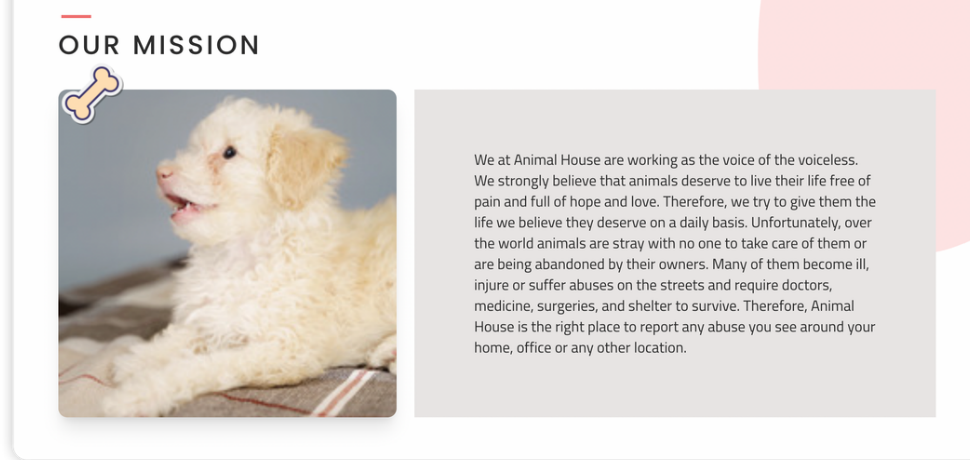 OUR MISSION
We at Animal House are working as the voice of the voiceless.
We strongly believe that animals deserve to live their life free of
pain and full of hope and love. Therefore, we try to give them the
life we believe they deserve on a daily basis. Unfortunately, over
the world animals are stray with no one to take care of them or
are being abandoned by their owners. Many of them become ill,
injure or suffer abuses on the streets and require doctors,
medicine, surgeries, and shelter to survive. Therefore, Animal
House is the right place to report any abuse you see around your
home, office or any other location.